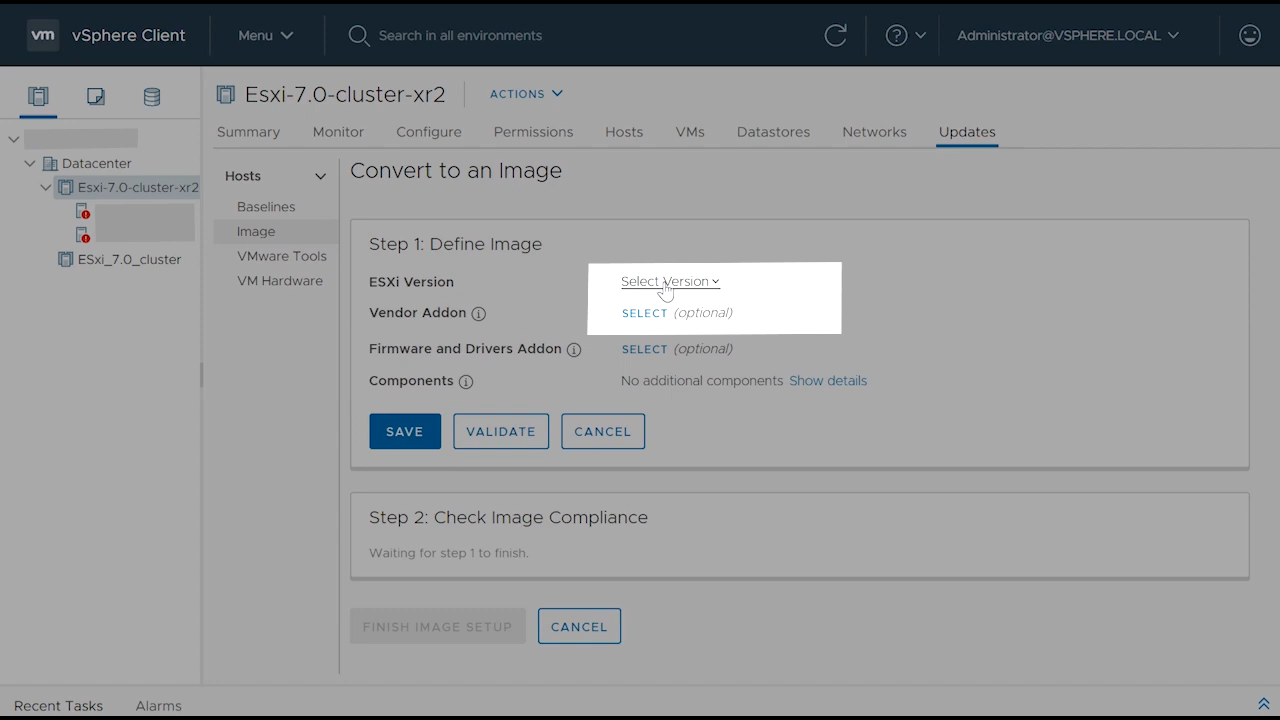 vm vSphere Client Menu Search in all environments Administrator@VSPHERE.LOCAL
Esxi-7.0-cluster-xr2 ACTIONS
Summary Monitor Configure Permissions Hosts VMs Datastores Networks Updates
Datacenter
Esxi-7.0-cluster-xr2
ESxi_7.0_cluster
Hosts
Baselines
Image
VMware Tools
VM Hardware
Convert to an Image
Step 1: Define Image
ESXi Version Select Version
Vendor Addon SELECT (optional)
Firmware and Drivers Addon SELECT (optional)
Components No additional components Show details
SAVE VALIDATE CANCEL
Step 2: Check Image Compliance
Waiting for step 1 to finish.
FINISH IMAGE SETUP CANCEL
Recent Tasks Alarms